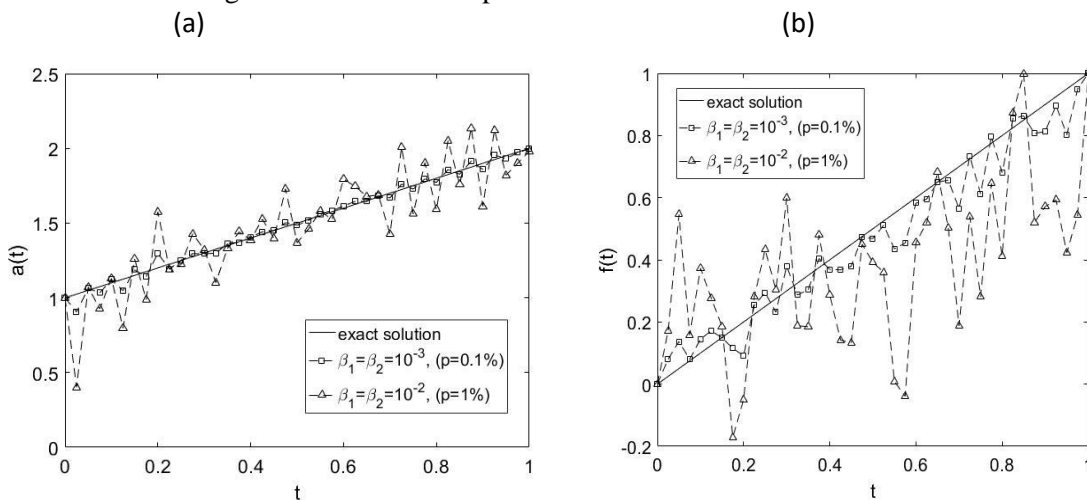 (a)
(b)
2.5
2
1.5
1
0.5
0
a(t)
0
0.2
0.4
0.6
0.8
1
t
exact solution
β1=β2=10-3, (p=0.1%)
β1=β2=10-2, (p=1%)
1
0.8
0.6
0.4
0.2
0
-0.2
f(t)
0
0.2
0.4
0.6
0.8
1
t
exact solution
β1=β2=10-3, (p=0.1%)
β1=β2=10-2, (p=1%)